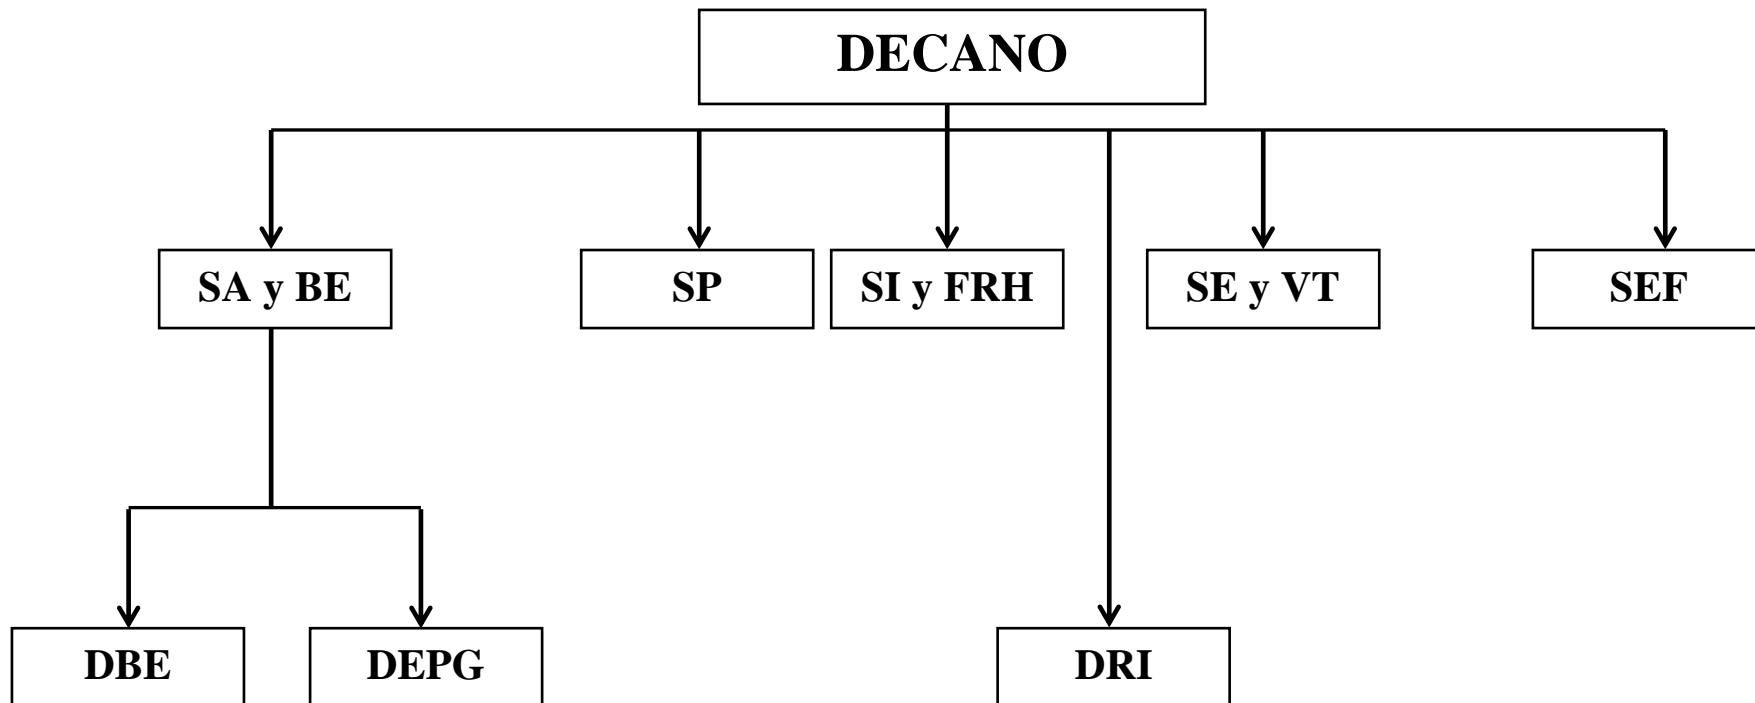 DECANO
SA y BE
SP
SI y FRH
SE y VT
SEF
DBE
DEPG
DRI